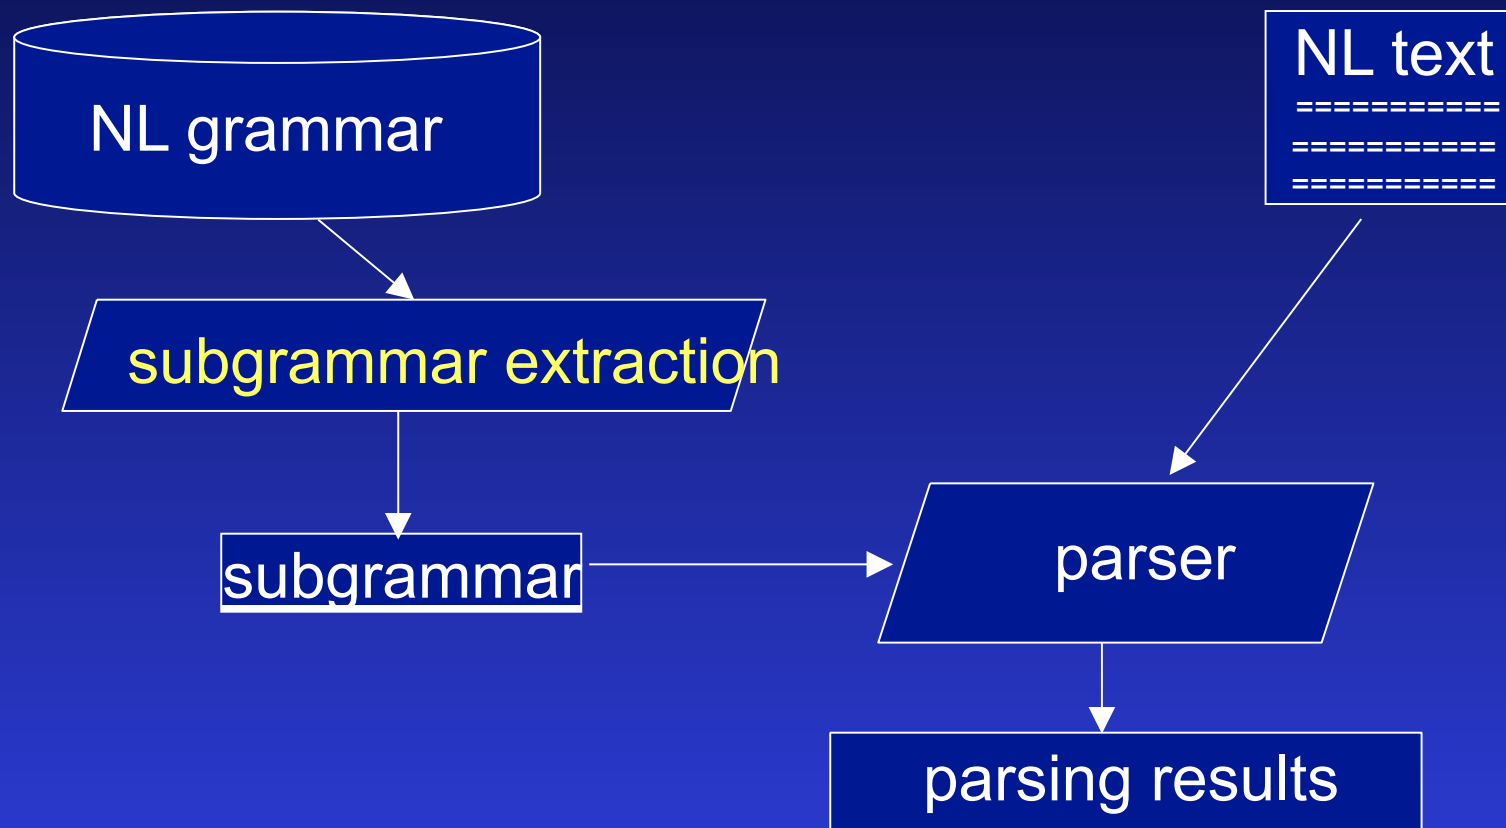 NL grammar
NL text
===========
===========
===========
subgrammar extraction
subgrammar
parser
parsing results